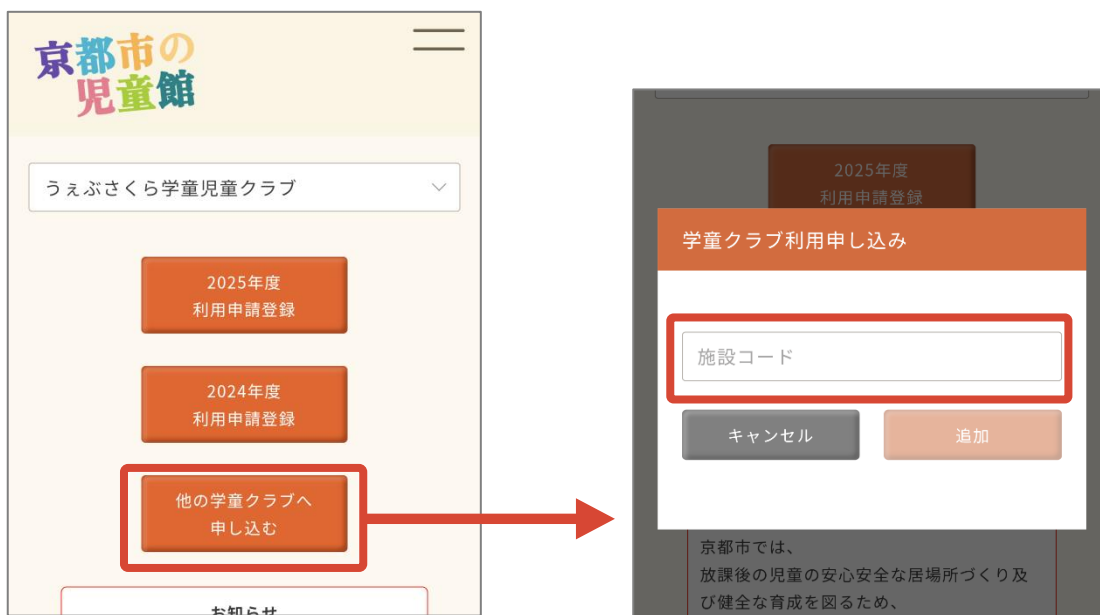 京都市の
児童館
うぇぶさくら学童児童クラブ
2025年度
利用申請登録
2024年度
利用申請登録
他の学童クラブへ
申し込む
お知らせ
2025年度
利用申請登録
学童クラブ利用申し込み
施設コード
キャンセル
追加
京都市では、
放課後の児童の安心安全な居場所づくり及
び健全な育成を図るため、